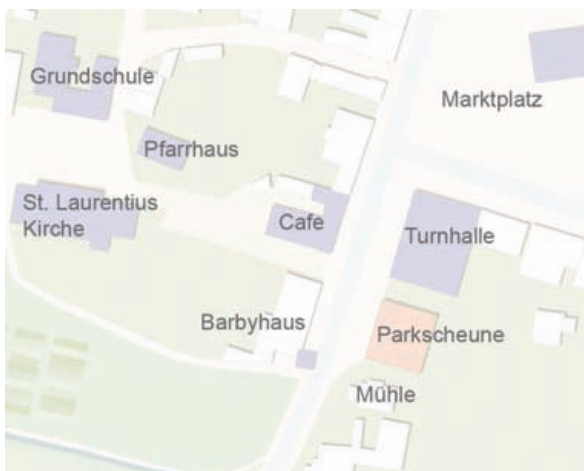 Grundschule
Marktplatz
Pfarrhaus
St. Laurentius
Kirche
Cafe
Turnhalle
Barbyhaus
Parkscheune
Mühle